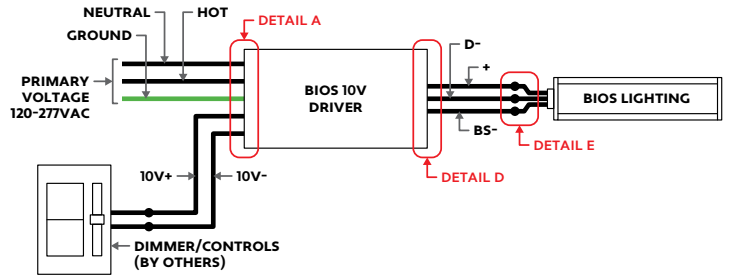 NEUTRAL
HOT
GROUND
DETAIL A
D-
+
PRIMARY
VOLTAGE
120-277VAC
BIOS 10V
DRIVER
BIOS LIGHTING
BS-
DETAIL E
10V+
10V-
DETAIL D
DIMMER/CONTROLS
(BY OTHERS)